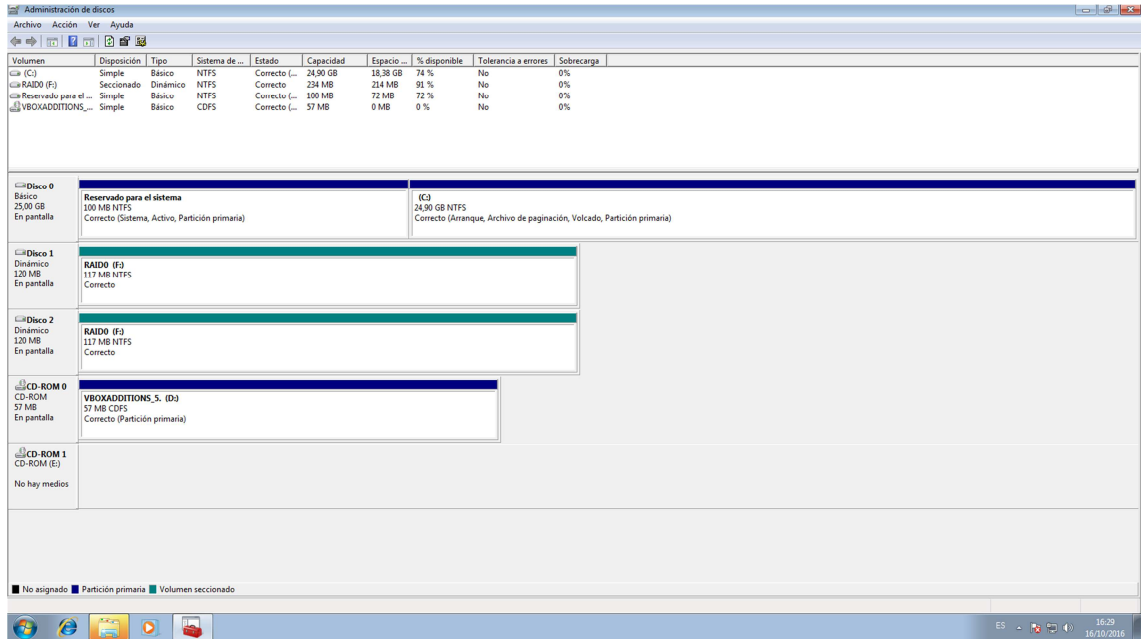 Administración de discos
Archivo Acción Ver Ayuda
Volumen Disposición Tipo Sistema de ... Estado Capacidad Espacio ... % disponible Tolerancia a errores Sobrecarga
(C:) Simple Básico NTFS Correcto (... 24,90 GB 18,38 GB 74 % No 0%
RAID0 (F:) Seccionado Dinámico NTFS Correcto 234 MB 214 MB 91 % No 0%
Reservado para el ... Simple Básico NTFS Correcto (... 100 MB 72 MB 72 % No 0%
VBOXADDITIONS_... Simple Básico CDFS Correcto (... 57 MB 0 MB 0 % No 0%
Disco 0
Básico
25,00 GB
En pantalla
Reservado para el sistema
100 MB NTFS
Correcto (Sistema, Activo, Partición primaria)
(C:)
24,90 GB NTFS
Correcto (Arranque, Archivo de paginación, Volcado, Partición primaria)
Disco 1
Dinámico
120 MB
En pantalla
RAID0 (F:)
117 MB NTFS
Correcto
Disco 2
Dinámico
120 MB
En pantalla
RAID0 (F:)
117 MB NTFS
Correcto
CD-ROM 0
CD-ROM
57 MB
En pantalla
VBOXADDITIONS_5. (D:)
57 MB CDFS
Correcto (Partición primaria)
CD-ROM 1
CD-ROM (E:)
No hay medios
No asignado Partición primaria Volumen seccionado
ES
16:29
16/10/2016